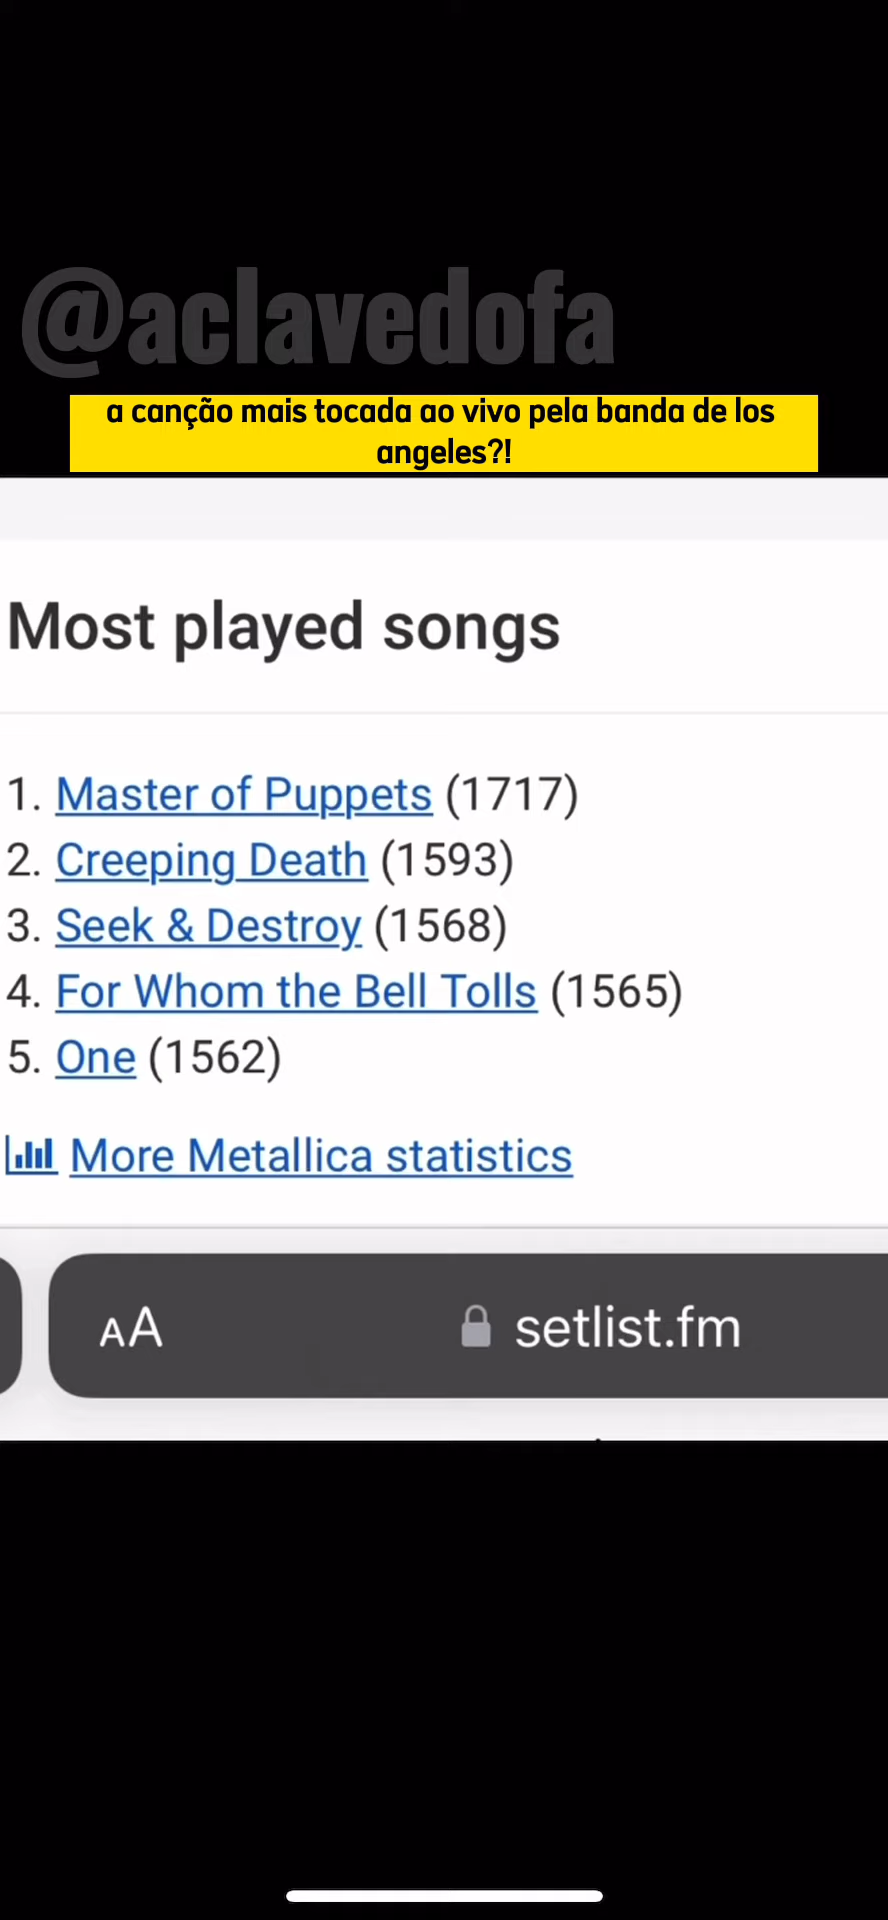 @aclavedofa
a canção mais tocada ao vivo pela banda de los
angeles?!
Most played songs
1. Master of Puppets (1717)
2. Creeping Death (1593)
3. Seek & Destroy (1568)
4. For Whom the Bell Tolls (1565)
5. One (1562)
More Metallica statistics
AA setlist.fm